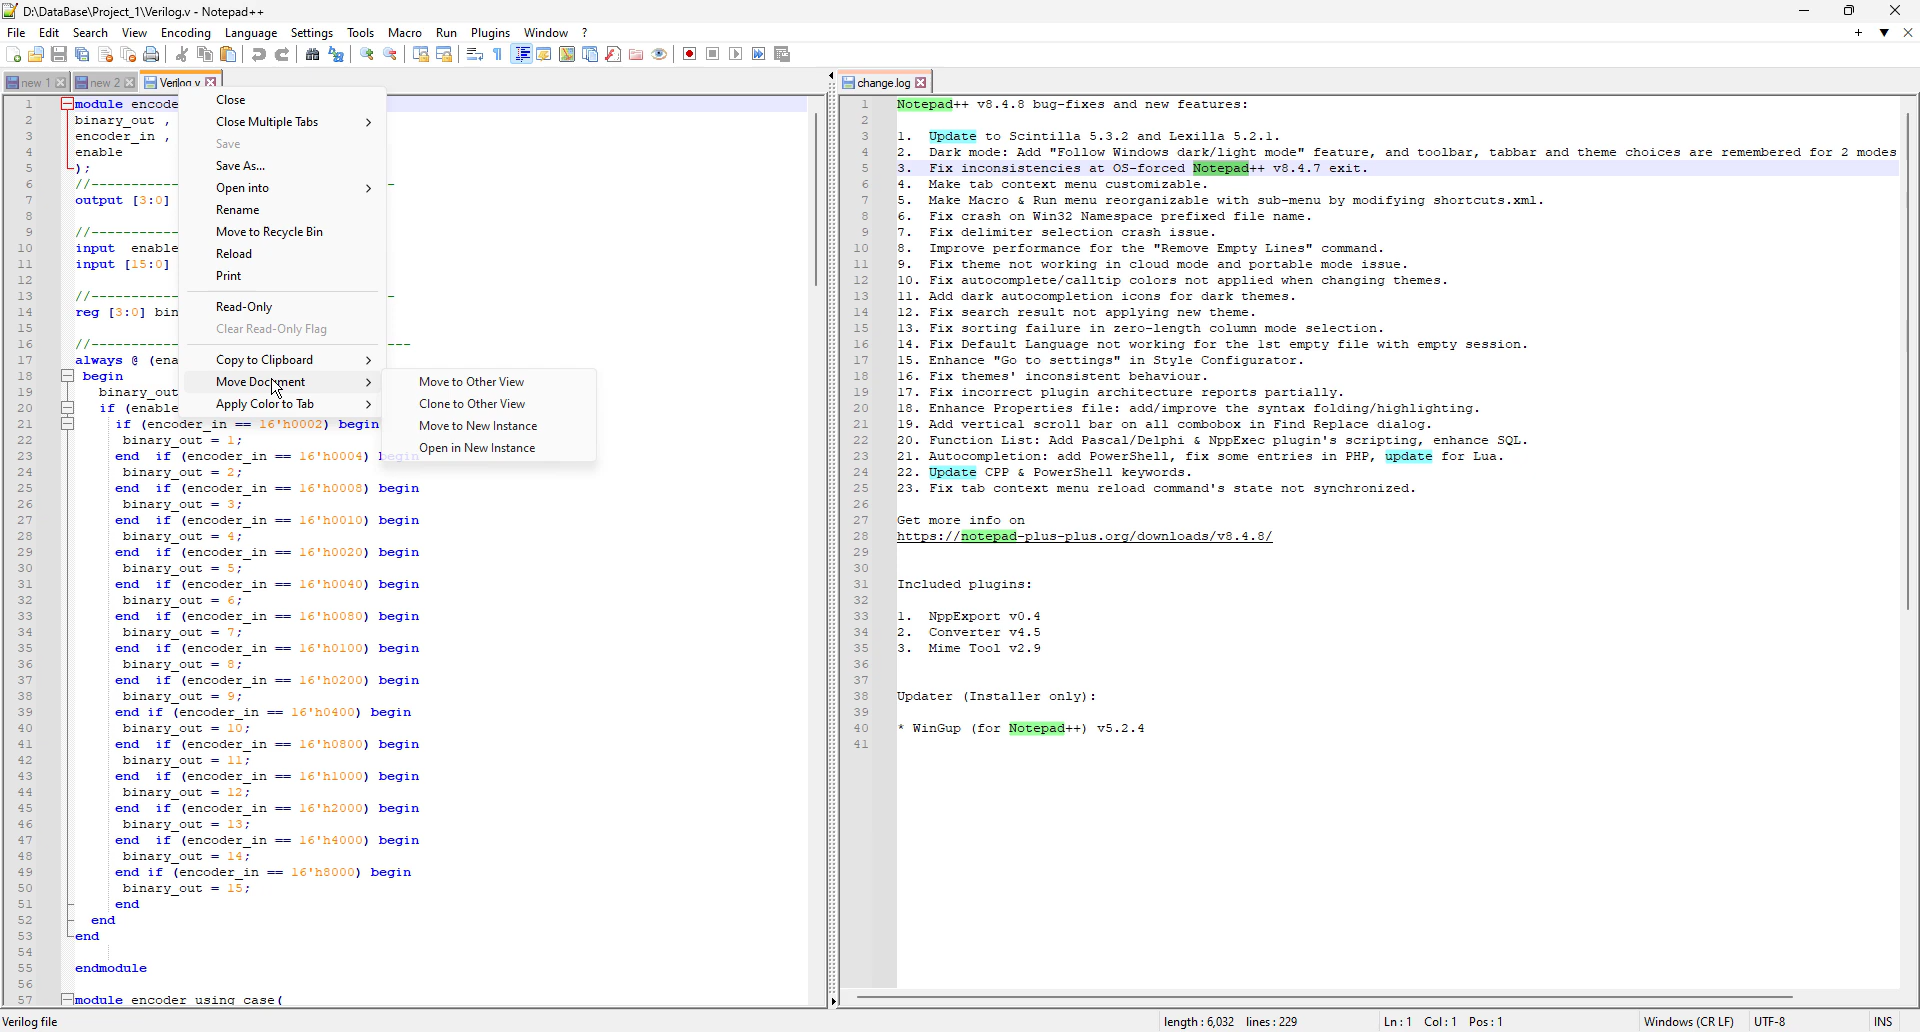 D:\DataBase\Project_1\Verilog.v - Notepad++
File Edit Search View Encoding Language Settings Tools Macro Run Plugins Window ?
new 1 new 2 Verilog.v
1 module encode
2 binary_out ,
3 encoder_in ,
4 enable
5 );
6 //-----------
7 output [3:0]
8
9 //-----------
10 input  enable
11 input [15:0]
12
13 //-----------
14 reg [3:0] bin
15
16 //-----------
17 always @ (ena
18 begin
19 binary_out
20 if (enable
21 if (encoder_in == 16'h0002) begin
22 binary_out = 1;
23 end  if (encoder_in == 16'h0004) begin
24 binary_out = 2;
25 end  if (encoder_in == 16'h0008) begin
26 binary_out = 3;
27 end  if (encoder_in == 16'h0010) begin
28 binary_out = 4;
29 end  if (encoder_in == 16'h0020) begin
30 binary_out = 5;
31 end  if (encoder_in == 16'h0040) begin
32 binary_out = 6;
33 end  if (encoder_in == 16'h0080) begin
34 binary_out = 7;
35 end  if (encoder_in == 16'h0100) begin
36 binary_out = 8;
37 end  if (encoder_in == 16'h0200) begin
38 binary_out = 9;
39 end if (encoder_in == 16'h0400) begin
40 binary_out = 10;
41 end  if (encoder_in == 16'h0800) begin
42 binary_out = 11;
43 end  if (encoder_in == 16'h1000) begin
44 binary_out = 12;
45 end  if (encoder_in == 16'h2000) begin
46 binary_out = 13;
47 end  if (encoder_in == 16'h4000) begin
48 binary_out = 14;
49 end if (encoder_in == 16'h8000) begin
50 binary_out = 15;
51 end
52 end
53 end
54
55 endmodule
56
57 module encoder_using_case(
Close
Close Multiple Tabs
Save
Save As...
Open into
Rename
Move to Recycle Bin
Reload
Print
Read-Only
Clear Read-Only Flag
Copy to Clipboard
Move Document
Apply Color to Tab
Move to Other View
Clone to Other View
Move to New Instance
Open in New Instance
change.log
1 Notepad++ v8.4.8 bug-fixes and new features:
2
3 1. Update to Scintilla 5.3.2 and Lexilla 5.2.1.
4 2. Dark mode: Add "Follow Windows dark/light mode" feature, and toolbar, tabbar and theme choices are remembered for 2 modes
5 3. Fix inconsistencies at OS-forced Notepad++ v8.4.7 exit.
6 4. Make tab context menu customizable.
7 5. Make Macro & Run menu reorganizable with sub-menu by modifying shortcuts.xml.
8 6. Fix crash on Win32 Namespace prefixed file name.
9 7. Fix delimiter selection crash issue.
10 8. Improve performance for the "Remove Empty Lines" command.
11 9. Fix theme not working in cloud mode and portable mode issue.
12 10. Fix autocomplete/calltip colors not applied when changing themes.
13 11. Add dark autocompletion icons for dark themes.
14 12. Fix search result not applying new theme.
15 13. Fix sorting failure in zero-length column mode selection.
16 14. Fix Default Language not working for the 1st empty file with empty session.
17 15. Enhance "Go to settings" in Style Configurator.
18 16. Fix themes' inconsistent behaviour.
19 17. Fix incorrect plugin architecture reports partially.
20 18. Enhance Properties file: add/improve the syntax folding/highlighting.
21 19. Add vertical scroll bar on all combobox in Find Replace dialog.
22 20. Function List: Add Pascal/Delphi & NppExec plugin's scripting, enhance SQL.
23 21. Autocompletion: add PowerShell, fix some entries in PHP, update for Lua.
24 22. Update CPP & PowerShell keywords.
25 23. Fix tab context menu reload command's state not synchronized.
26
27 Get more info on
28 https://notepad-plus-plus.org/downloads/v8.4.8/
29
30
31 Included plugins:
32
33 1.  NppExport v0.4
34 2.  Converter v4.5
35 3.  Mime Tool v2.9
36
37
38 Updater (Installer only):
39
40 * WinGup (for Notepad++) v5.2.4
41
Verilog file length : 6,032 lines : 229 Ln : 1 Col : 1 Pos : 1 Windows (CR LF) UTF-8 INS